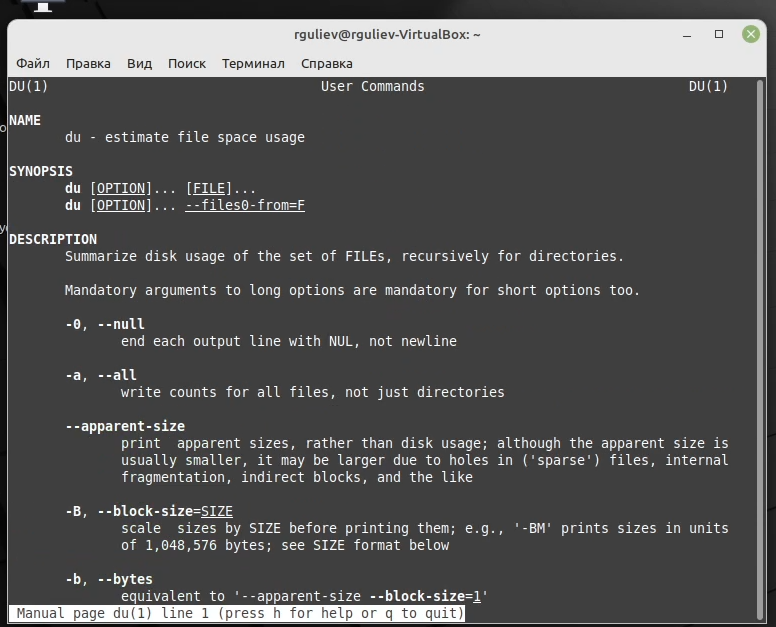 rguliev@rguliev-VirtualBox: ~
Файл Правка Вид Поиск Терминал Справка
DU(1) User Commands DU(1)
NAME
du - estimate file space usage
SYNOPSIS
du [OPTION]... [FILE]...
du [OPTION]... --files0-from=F
DESCRIPTION
Summarize disk usage of the set of FILEs, recursively for directories.
Mandatory arguments to long options are mandatory for short options too.
-0, --null
end each output line with NUL, not newline
-a, --all
write counts for all files, not just directories
--apparent-size
print apparent sizes, rather than disk usage; although the apparent size is
usually smaller, it may be larger due to holes in ('sparse') files, internal
fragmentation, indirect blocks, and the like
-B, --block-size=SIZE
scale sizes by SIZE before printing them; e.g., '-BM' prints sizes in units
of 1,048,576 bytes; see SIZE format below
-b, --bytes
equivalent to '--apparent-size --block-size=1'
Manual page du(1) line 1 (press h for help or q to quit)